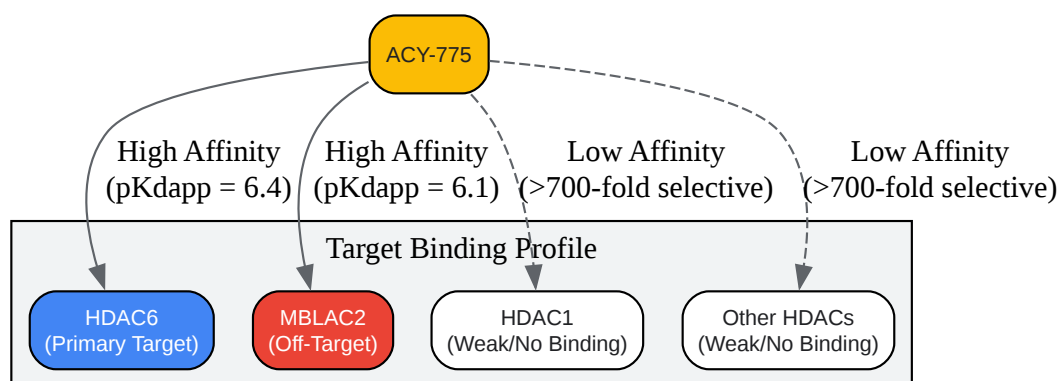 ACY-775
High Affinity
(pKdapp = 6.4)
High Affinity
(pKdapp = 6.1)
Low Affinity
(>700-fold selective)
Low Affinity
(>700-fold selective)
Target Binding Profile
HDAC6
(Primary Target)
MBLAC2
(Off-Target)
HDAC1
(Weak/No Binding)
Other HDACs
(Weak/No Binding)